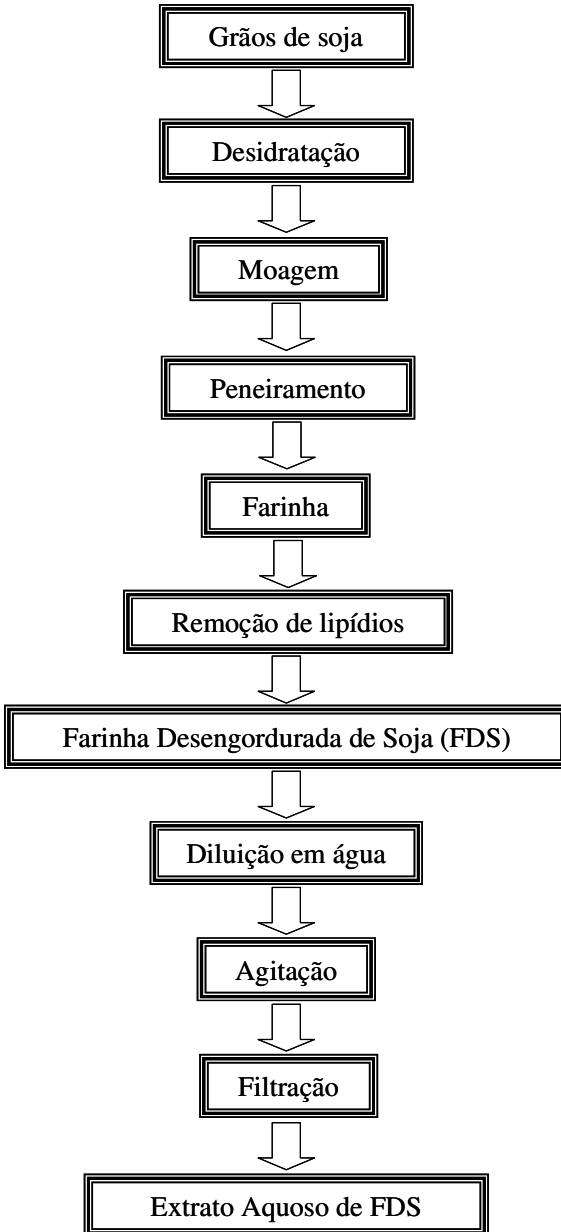 Grãos de soja
Desidratação
Moagem
Peneiramento
Farinha
Remoção de lipídios
Farinha Desengordurada de Soja (FDS)
Diluição em água
Agitação
Filtração
Extrato Aquoso de FDS